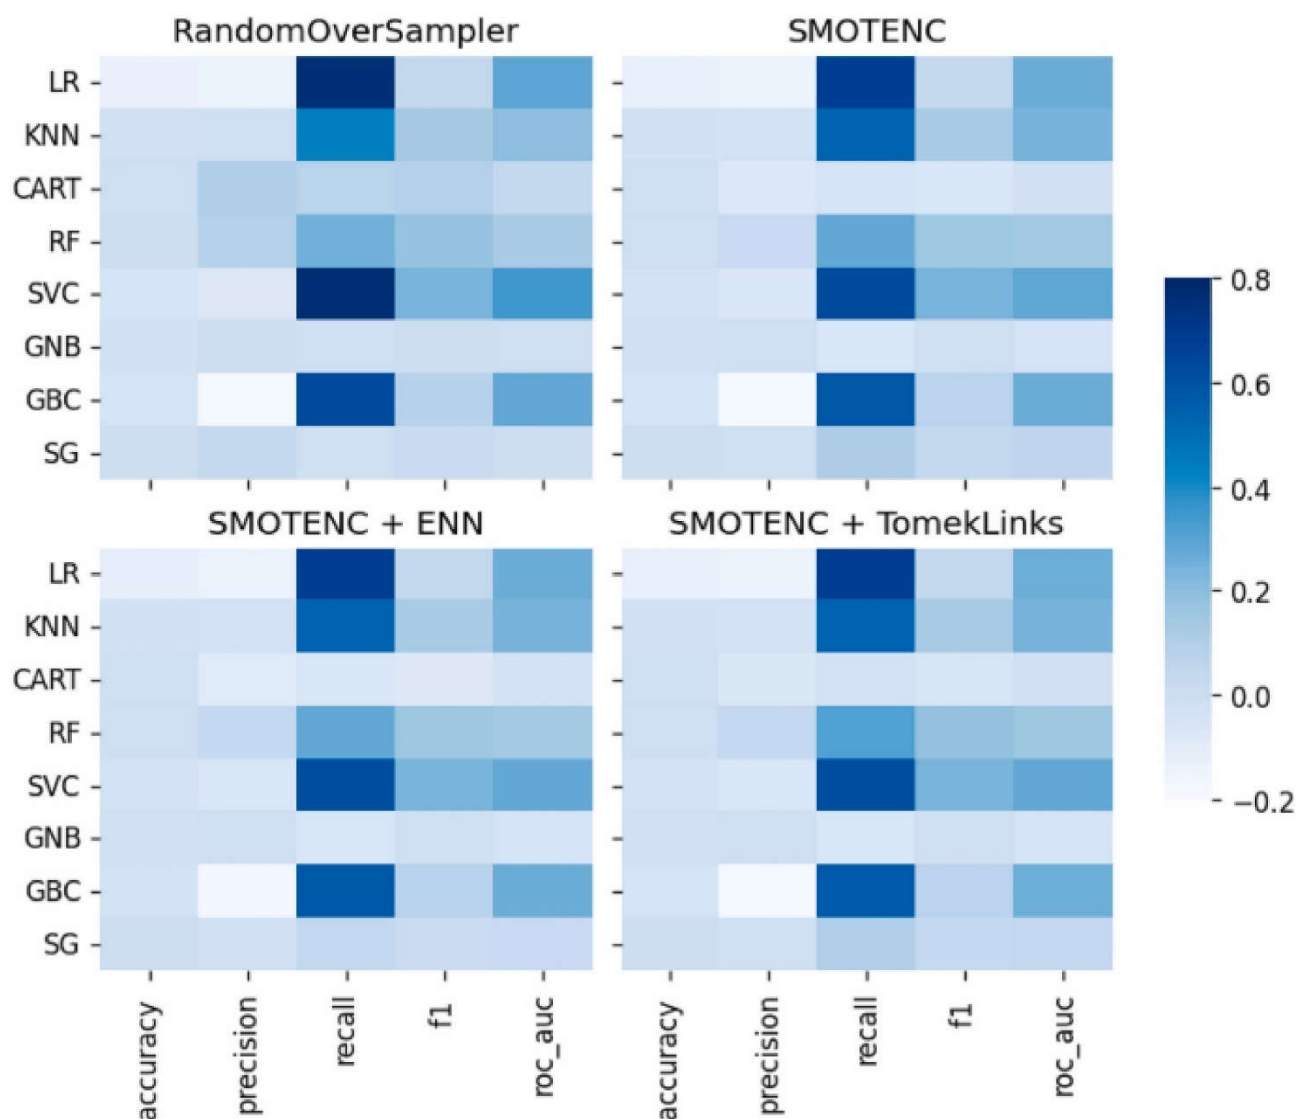 RandomOverSampler
SMOTENC
LR
KNN
CART
RF
SVC
GNB
GBC
SG
0.8
0.6
0.4
0.2
0.0
−0.2
SMOTENC + ENN
SMOTENC + TomekLinks
LR
KNN
CART
RF
SVC
GNB
GBC
SG
accuracy
precision
recall
f1
roc_auc
accuracy
precision
recall
f1
roc_auc